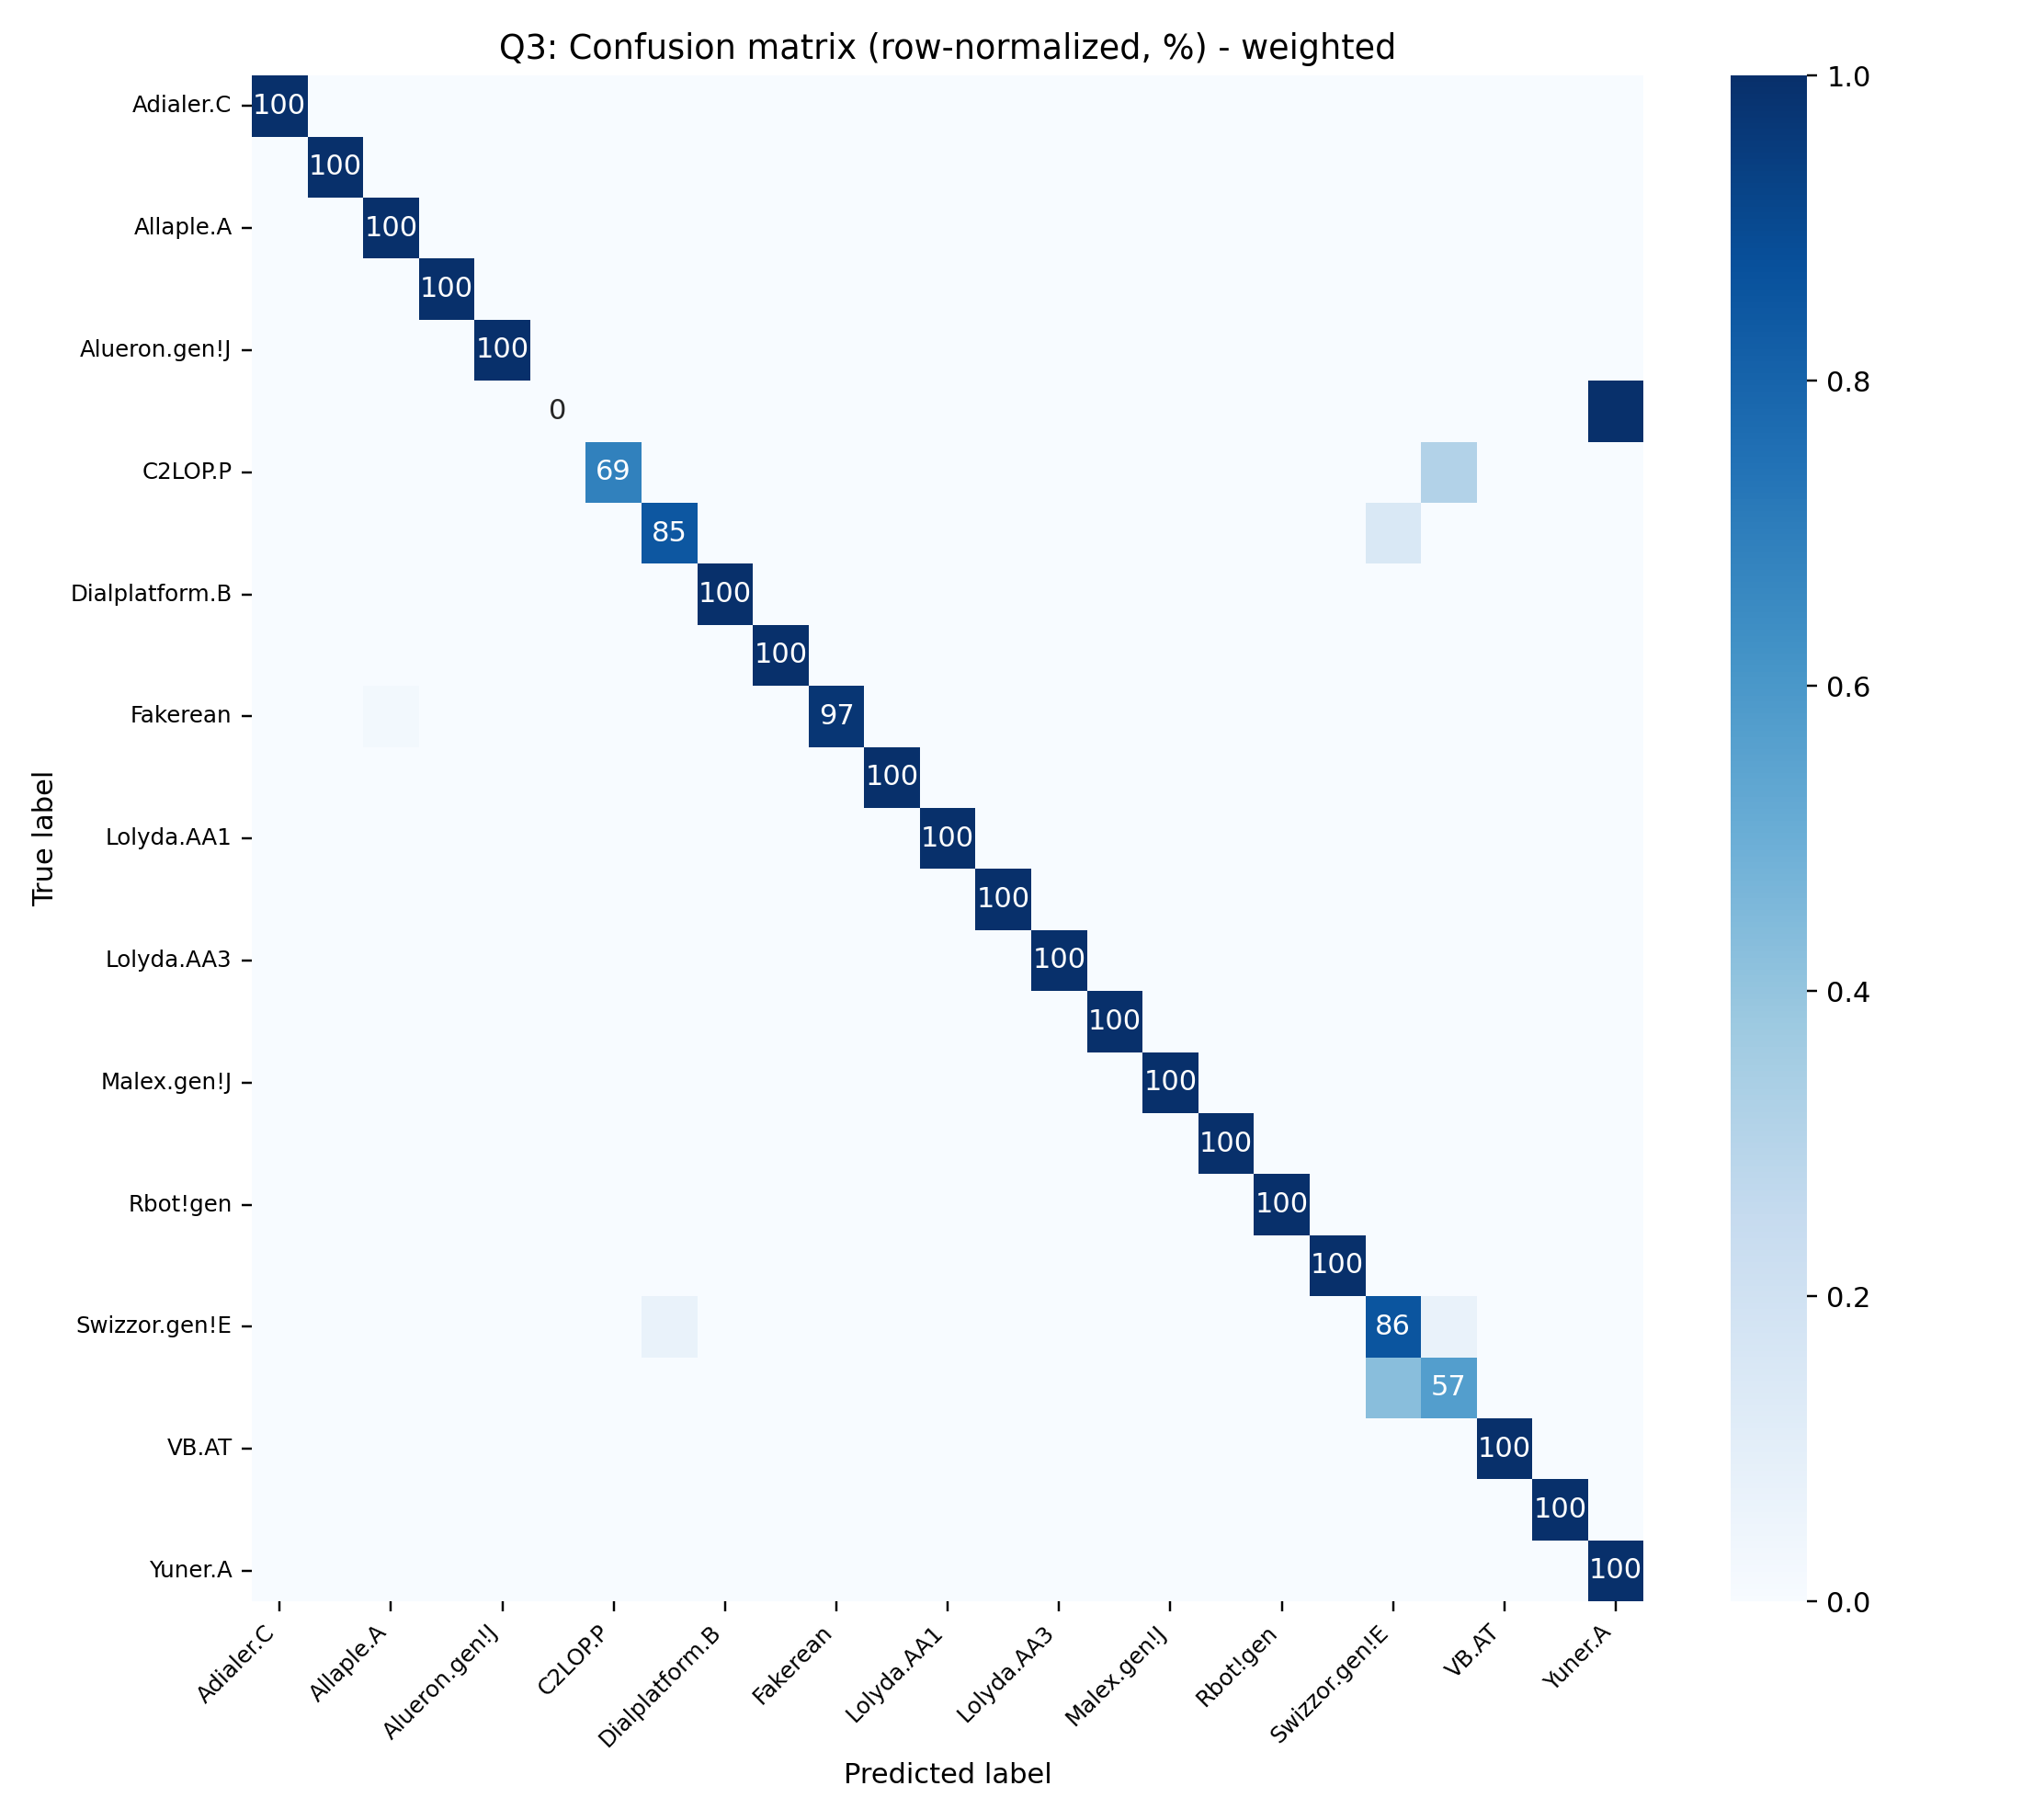 Q3: Confusion matrix (row-normalized, %) - weighted
Adialer.C
100
100
Allaple.A
100
100
Alueron.gen!J
100
0
C2LOP.P
69
85
Dialplatform.B
100
100
Fakerean
97
100
Lolyda.AA1
100
100
Lolyda.AA3
100
100
Malex.gen!J
100
100
Rbot!gen
100
100
Swizzor.gen!E
86
57
VB.AT
100
100
Yuner.A
100
True label
Adialer.C
Allaple.A
Alueron.gen!J
C2LOP.P
Dialplatform.B
Fakerean
Lolyda.AA1
Lolyda.AA3
Malex.gen!J
Rbot!gen
Swizzor.gen!E
VB.AT
Yuner.A
Predicted label
1.0
0.8
0.6
0.4
0.2
0.0